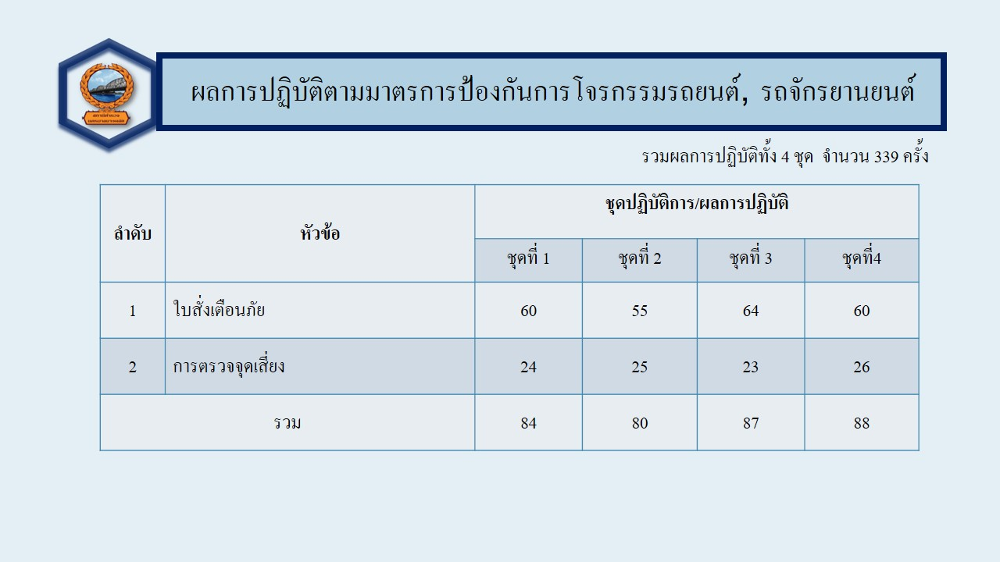 ผลการปฏิบัติตามมาตรการป้องกันการโจรกรรมรถยนต์, รถจักรยานยนต์
รวมผลการปฏิบัติทั้ง 4 ชุด จำนวน 339 ครั้ง
ลำดับ หัวข้อ ชุดปฏิบัติการ/ผลการปฏิบัติ
ชุดที่ 1 ชุดที่ 2 ชุดที่ 3 ชุดที่4
1 ใบสั่งเตือนภัย 60 55 64 60
2 การตรวจจุดเสี่ยง 24 25 23 26
รวม 84 80 87 88